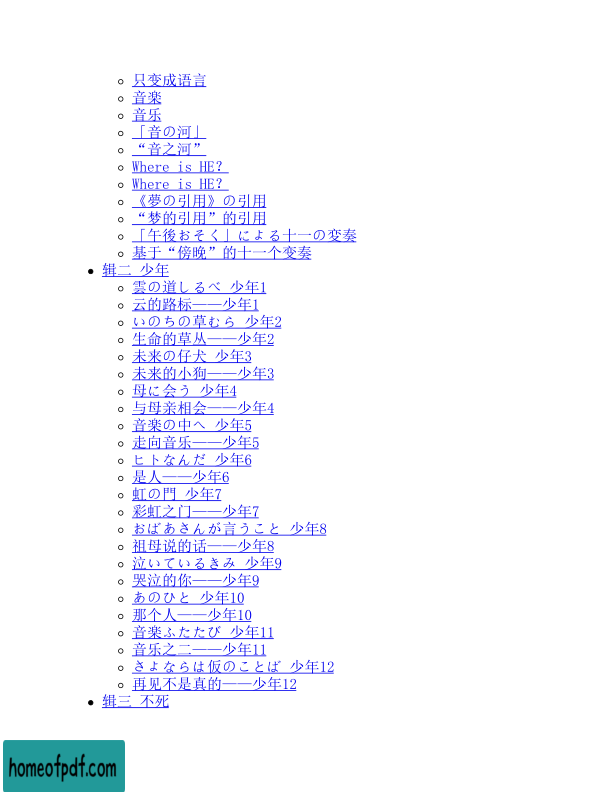 只变成语言
音楽
音乐
「音の河」
“音之河”
Where is HE？
Where is HE？
《夢の引用》の引用
“梦的引用”的引用
「午後おそく」による十一の変奏
基于“傍晚”的十一个变奏
辑二 少年
雲の道しるべ 少年1
云的路标——少年1
いのちの草むら 少年2
生命的草丛——少年2
未来の仔犬 少年3
未来的小狗——少年3
母に会う 少年4
与母亲相会——少年4
音楽の中へ 少年5
走向音乐——少年5
ヒトなんだ 少年6
是人——少年6
虹の門 少年7
彩虹之门——少年7
おばあさんが言うこと 少年8
祖母说的话——少年8
泣いているきみ 少年9
哭泣的你——少年9
あのひと 少年10
那个人——少年10
音楽ふたたび 少年11
音乐之二——少年11
さよならは仮のことば 少年12
再见不是真的——少年12
辑三 不死
homeofpdf.com